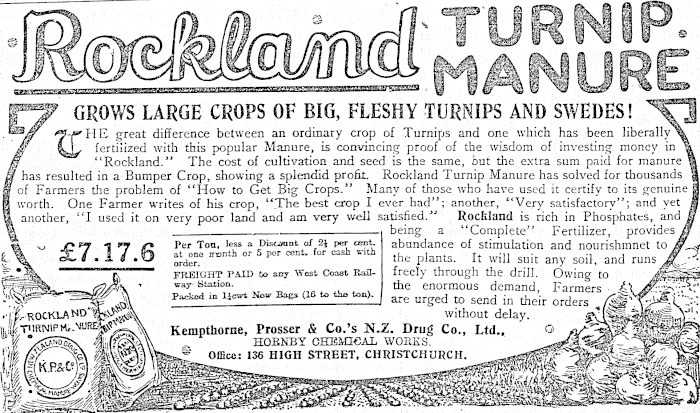 Rockland TURNIP
MANURE
GROWS LARGE CROPS OF BIG, FLESHY TURNIPS AND SWEDES!
THE great difference between an ordinary crop of Turnips and one which has been liberally
fertilized with this popular Manure, is convincing proof of the wisdom of investing money in
"Rockland." The cost of cultivation and seed is the same, but the extra sum paid for manure
has resulted in a Bumper Crop, showing a splendid profit. Rockland Turnip Manure has solved for thousands
of Farmers the problem of "How to Get Big Crops." Many of those who have used it certify to its genuine
worth. One Farmer writes of his crop, "The best crop I ever had"; another, "Very satisfactory"; and yet
another, "I used it on very poor land and am very well satisfied." Rockland is rich in Phosphates, and
being a "Complete" Fertilizer, provides
abundance of stimulation and nourishmnet to
the plants. It will suit any soil, and runs
freely through the drill. Owing to
the enormous demand, Farmers
are urged to send in their orders
without delay.
£7.17.6
Per Ton, less a Discount of 2½ per cent.
at one month or 5 per cent. for cash with
order.
FREIGHT PAID to any West Coast Rail-
way Station.
Packed in 1¼cwt New Bags (16 to the ton).
Kempthorne, Prosser & Co.'s N.Z. Drug Co., Ltd.,
HORNBY CHEMICAL WORKS.
Office: 136 HIGH STREET, CHRISTCHURCH.
ROCKLAND
TURNIP MANURE
K.P.& Co